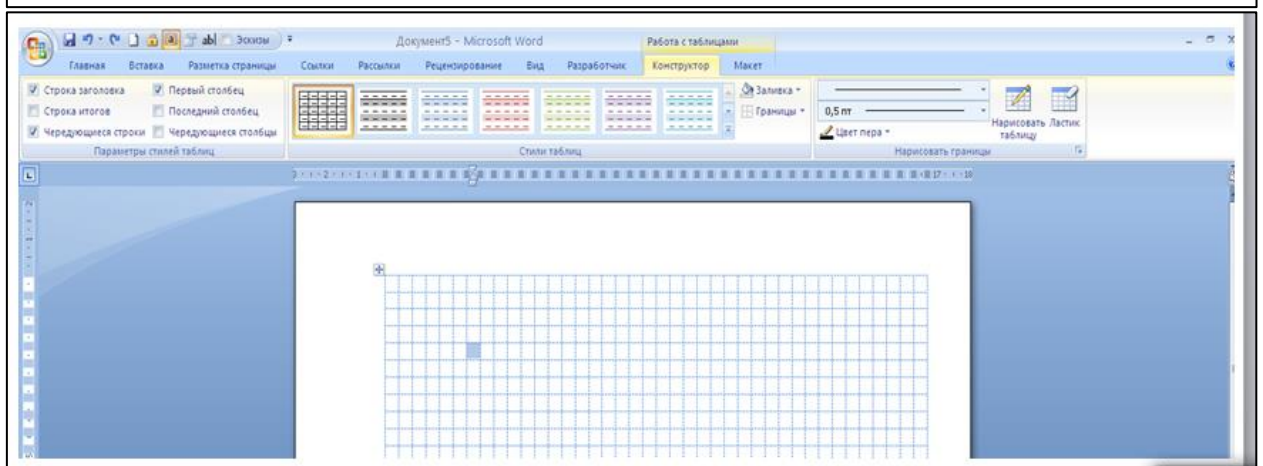 Эскизы
Документ5 - Microsoft Word
Работа с таблицами
Главная Вставка Разметка страницы Ссылки Рассылки Рецензирование Вид Разработчик Конструктор Макет
Строка заголовка Первый столбец
Строка итогов Последний столбец
Чередующиеся строки Чередующиеся столбцы
Параметры стилей таблиц
Стили таблиц
Заливка
Границы
0,5 пт
Цвет пера
Нарисовать таблицу
Ластик
Нарисовать границы